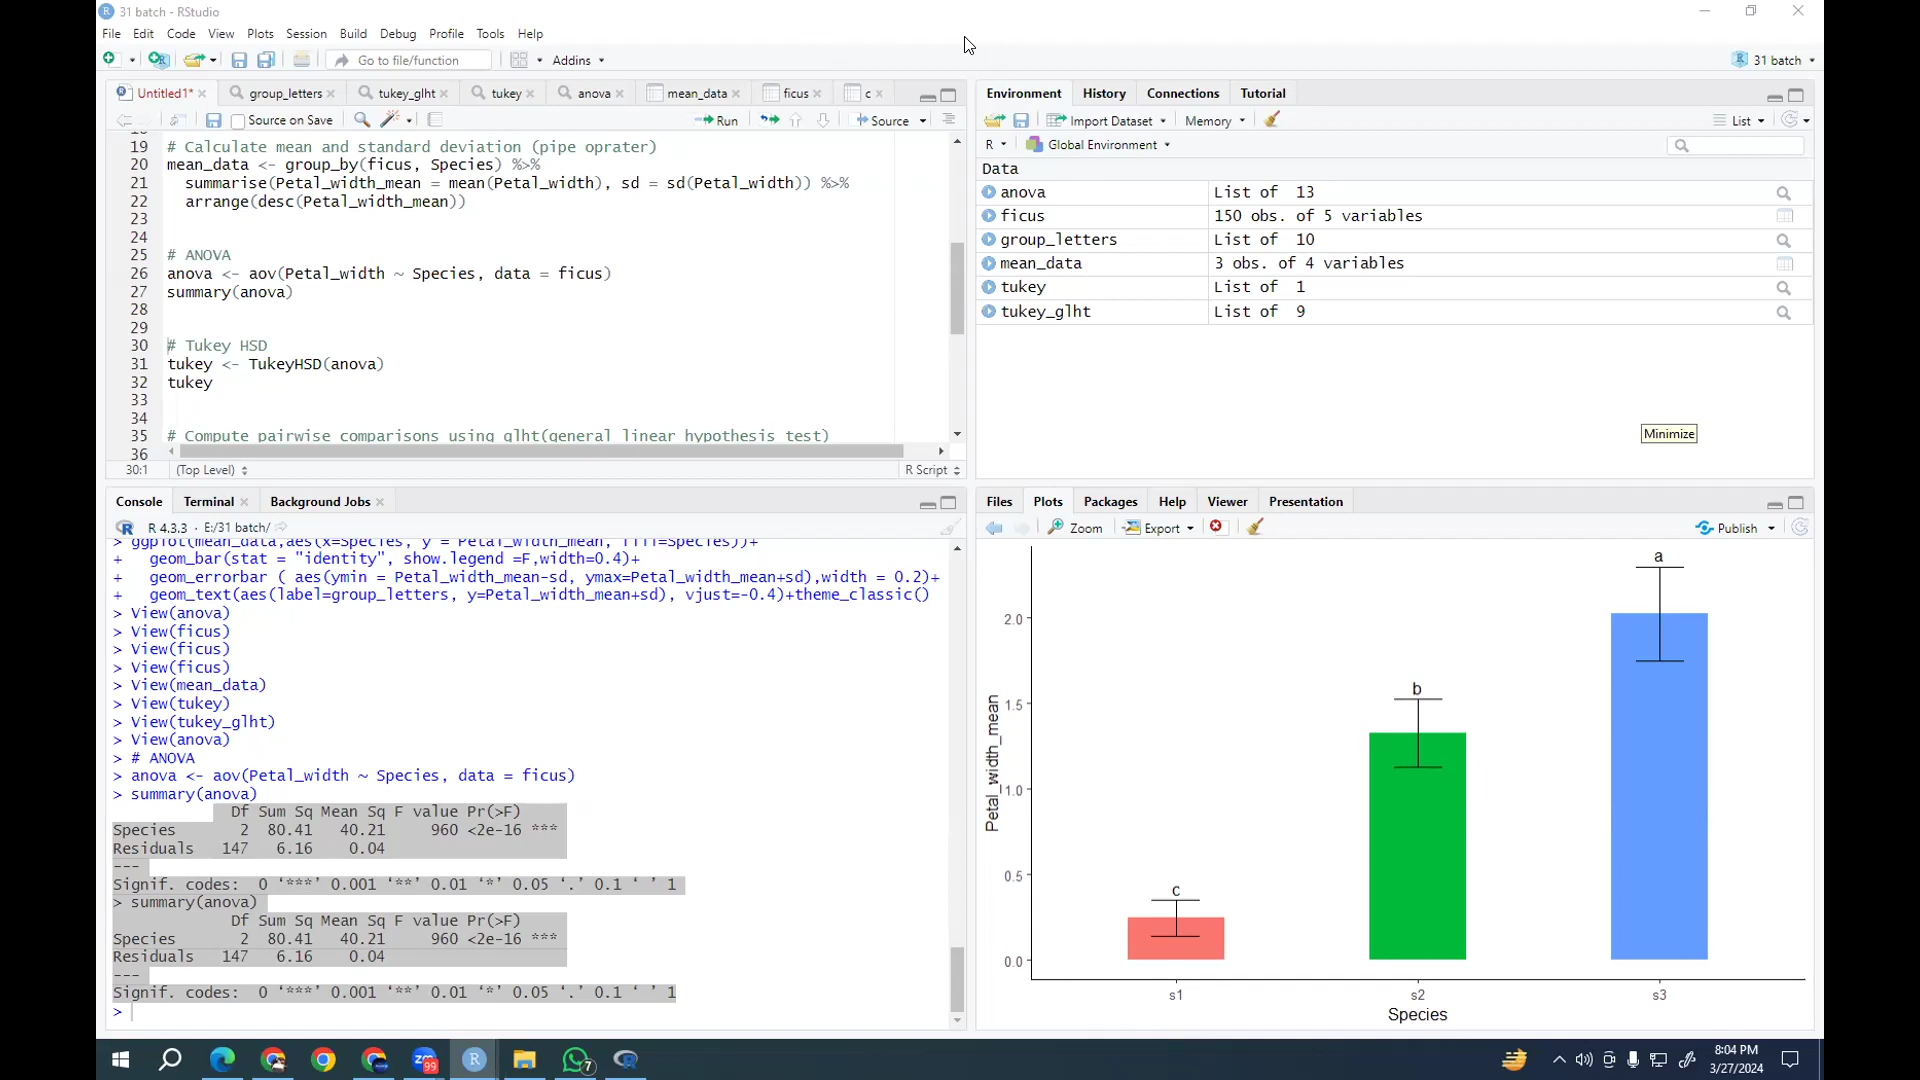 31 batch - RStudio
File Edit Code View Plots Session Build Debug Profile Tools Help
Go to file/function Addins 31 batch
Untitled1* group_letters tukey_glht tukey anova mean_data ficus c
Source on Save Run Source
19 # Calculate mean and standard deviation (pipe oprater)
20 mean_data <- group_by(ficus, Species) %>%
21 summarise(Petal_width_mean = mean(Petal_width), sd = sd(Petal_width)) %>%
22 arrange(desc(Petal_width_mean))
23
24
25 # ANOVA
26 anova <- aov(Petal_width ~ Species, data = ficus)
27 summary(anova)
28
29
30 # Tukey HSD
31 tukey <- TukeyHSD(anova)
32 tukey
33
34
35 # Compute pairwise comparisons using glht(general linear hypothesis test)
36
30:1 (Top Level) R Script
Environment History Connections Tutorial
Import Dataset Memory List
R Global Environment
Data
anova List of 13
ficus 150 obs. of 5 variables
group_letters List of 10
mean_data 3 obs. of 4 variables
tukey List of 1
tukey_glht List of 9
Minimize
Console Terminal Background Jobs
R 4.3.3 · E:/31 batch/
> ggplot(mean_data,aes(x=Species, y = Petal_width_mean, fill=Species))+
+ geom_bar(stat = "identity", show.legend =F,width=0.4)+
+ geom_errorbar ( aes(ymin = Petal_width_mean-sd, ymax=Petal_width_mean+sd),width = 0.2)+
+ geom_text(aes(label=group_letters, y=Petal_width_mean+sd), vjust=-0.4)+theme_classic()
> View(anova)
> View(ficus)
> View(ficus)
> View(ficus)
> View(mean_data)
> View(tukey)
> View(tukey_glht)
> View(anova)
> # ANOVA
> anova <- aov(Petal_width ~ Species, data = ficus)
> summary(anova)
Df Sum Sq Mean Sq F value Pr(>F)
Species 2 80.41 40.21 960 <2e-16 ***
Residuals 147 6.16 0.04
---
Signif. codes: 0 ‘***’ 0.001 ‘**’ 0.01 ‘*’ 0.05 ‘.’ 0.1 ‘ ’ 1
> summary(anova)
Df Sum Sq Mean Sq F value Pr(>F)
Species 2 80.41 40.21 960 <2e-16 ***
Residuals 147 6.16 0.04
---
Signif. codes: 0 ‘***’ 0.001 ‘**’ 0.01 ‘*’ 0.05 ‘.’ 0.1 ‘ ’ 1
>
Files Plots Packages Help Viewer Presentation
Zoom Export Publish
a
b
c
2.0
1.5
1.0
0.5
0.0
Petal_width_mean
s1 s2 s3
Species
zm 99 7
8:04 PM
3/27/2024